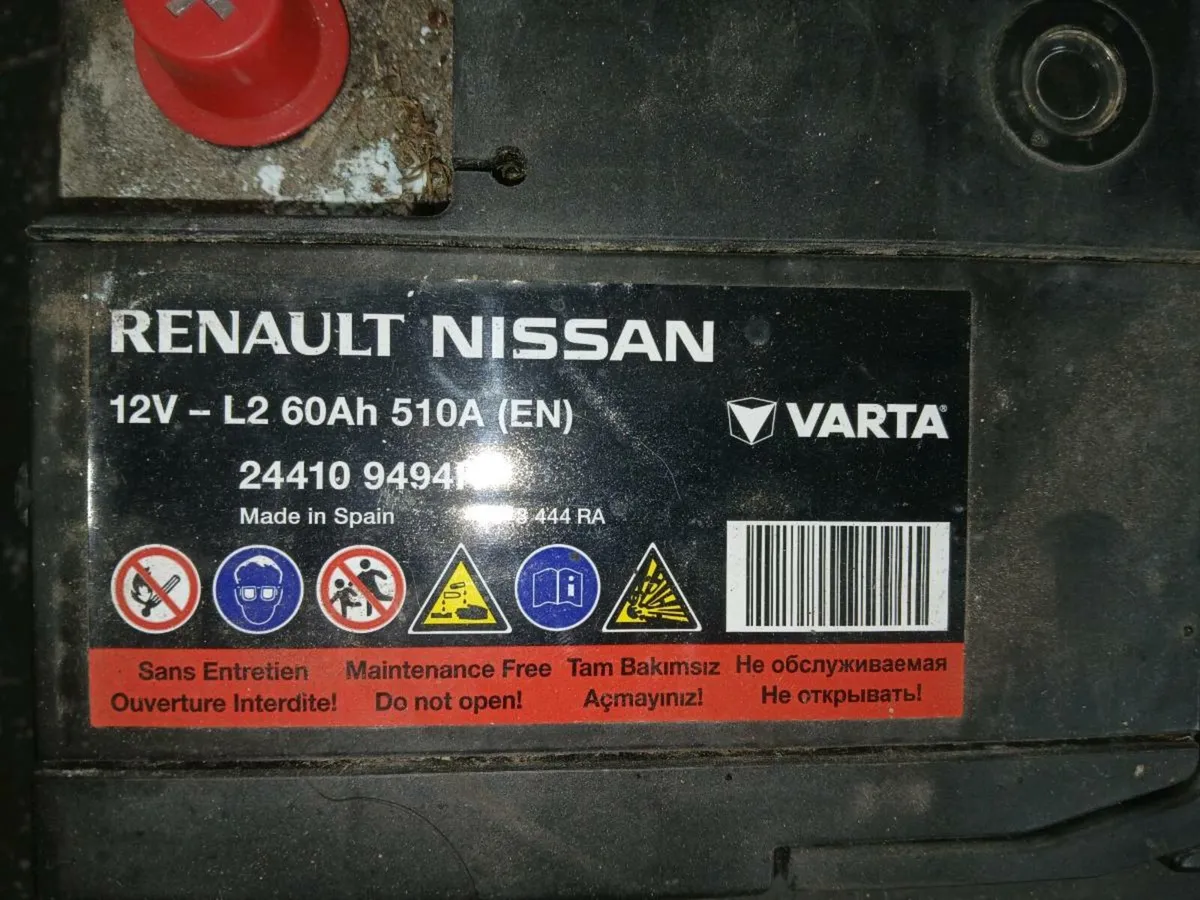 RENAULT NISSAN
12V – L2 60Ah 510A (EN)
VARTA®
24410
Made in Spain 444 RA
Sans Entretien Maintenance Free Tam Bakımsız Не обслуживаемая
Ouverture Interdite! Do not open! Açmayınız! Не открывать!